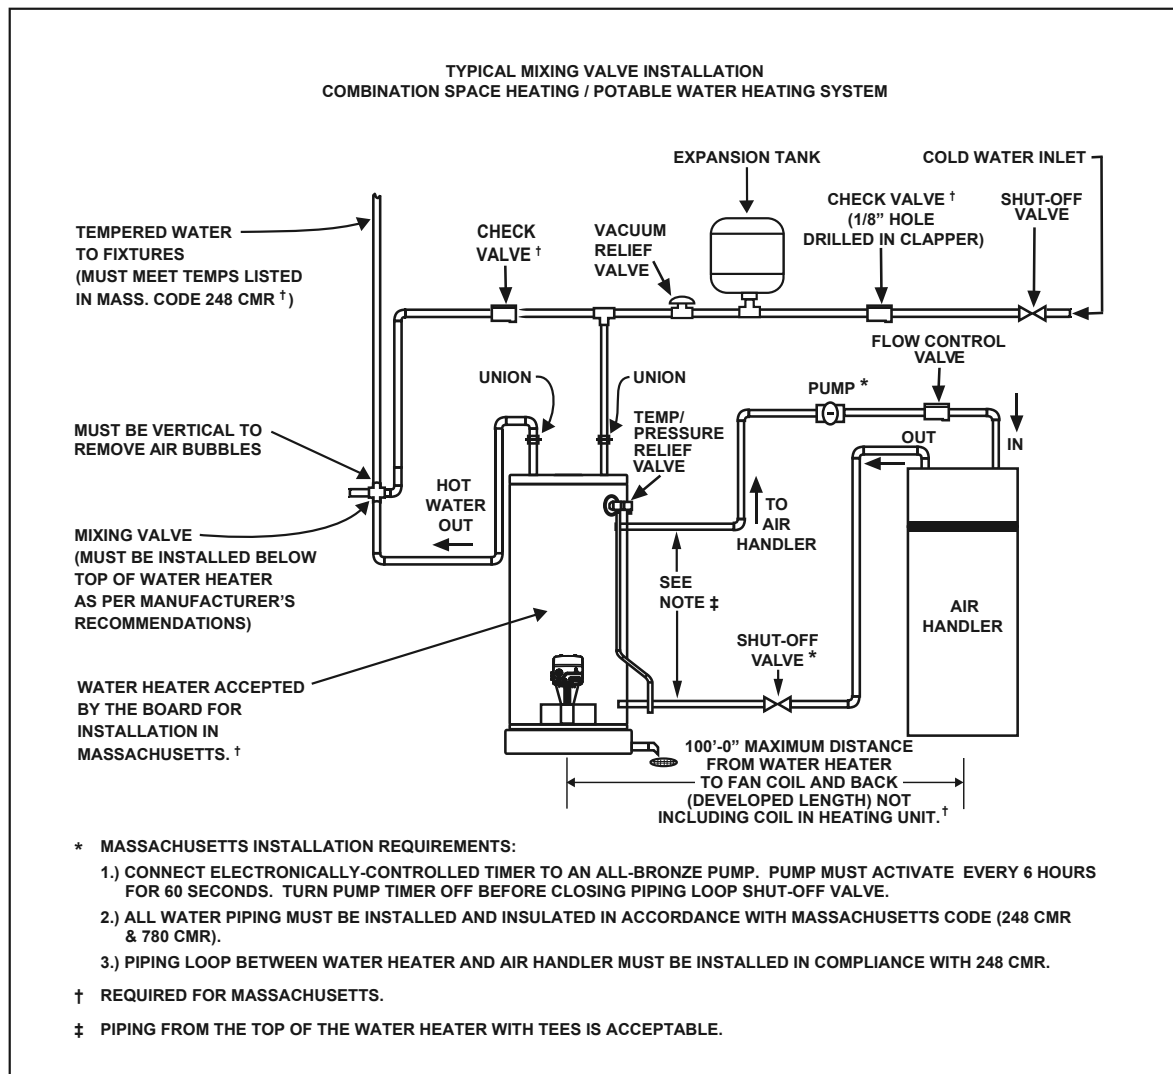 TYPICAL MIXING VALVE INSTALLATION
COMBINATION SPACE HEATING / POTABLE WATER HEATING SYSTEM
EXPANSION TANK
COLD WATER INLET
TEMPERED WATER
TO FIXTURES
(MUST MEET TEMPS LISTED
IN MASS. CODE 248 CMR †)
CHECK
VALVE †
VACUUM
RELIEF
VALVE
CHECK VALVE †
(1/8” HOLE
DRILLED IN CLAPPER)
SHUT-OFF
VALVE
FLOW CONTROL
VALVE
UNION
UNION
PUMP *
TEMP/
PRESSURE
RELIEF
VALVE
OUT
IN
MUST BE VERTICAL TO
REMOVE AIR BUBBLES
HOT
WATER
OUT
TO
AIR
HANDLER
MIXING VALVE
(MUST BE INSTALLED BELOW
TOP OF WATER HEATER
AS PER MANUFACTURER’S
RECOMMENDATIONS)
SEE
NOTE ‡
AIR
HANDLER
SHUT-OFF
VALVE *
WATER HEATER ACCEPTED
BY THE BOARD FOR
INSTALLATION IN
MASSACHUSETTS. †
100’-0” MAXIMUM DISTANCE
FROM WATER HEATER
TO FAN COIL AND BACK
(DEVELOPED LENGTH) NOT
INCLUDING COIL IN HEATING UNIT. †
* MASSACHUSETTS INSTALLATION REQUIREMENTS:
1.) CONNECT ELECTRONICALLY-CONTROLLED TIMER TO AN ALL-BRONZE PUMP. PUMP MUST ACTIVATE EVERY 6 HOURS
FOR 60 SECONDS. TURN PUMP TIMER OFF BEFORE CLOSING PIPING LOOP SHUT-OFF VALVE.
2.) ALL WATER PIPING MUST BE INSTALLED AND INSULATED IN ACCORDANCE WITH MASSACHUSETTS CODE (248 CMR
& 780 CMR).
3.) PIPING LOOP BETWEEN WATER HEATER AND AIR HANDLER MUST BE INSTALLED IN COMPLIANCE WITH 248 CMR.
† REQUIRED FOR MASSACHUSETTS.
‡ PIPING FROM THE TOP OF THE WATER HEATER WITH TEES IS ACCEPTABLE.